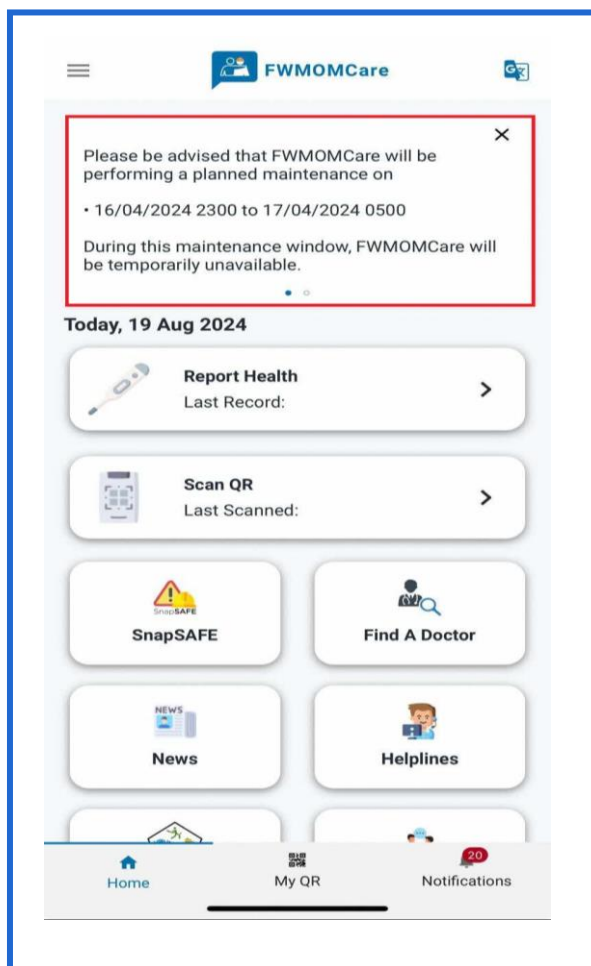 FWMOMCare
Please be advised that FWMOMCare will be
performing a planned maintenance on
• 16/04/2024 2300 to 17/04/2024 0500
During this maintenance window, FWMOMCare will
be temporarily unavailable.
Today, 19 Aug 2024
Report Health
Last Record:
Scan QR
Last Scanned:
SnapSAFE
SnapSAFE
Find A Doctor
NEWS
News
Helplines
20
Home
My QR
Notifications